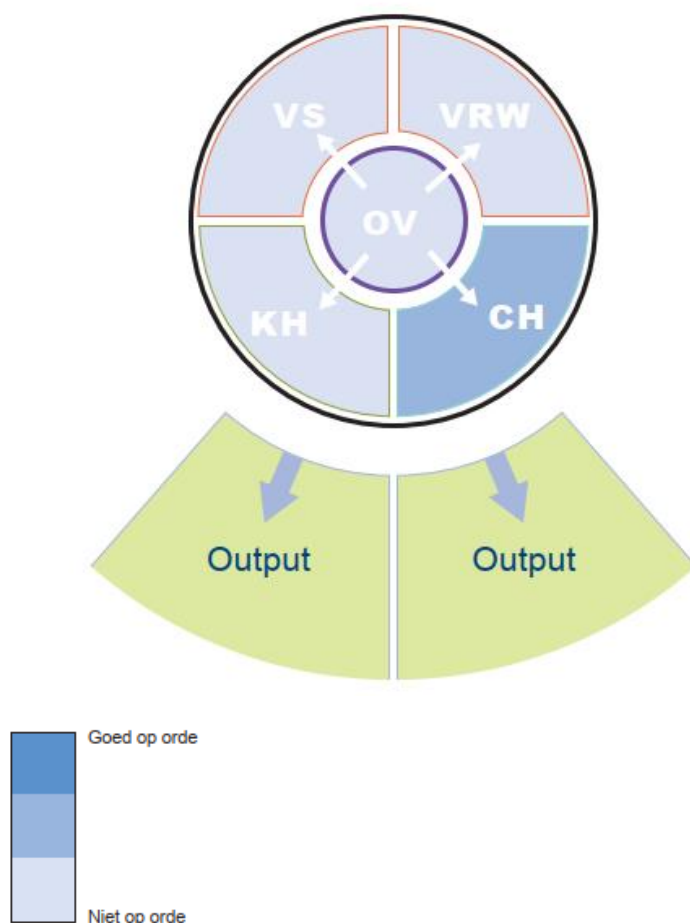 VS
VRW
OV
KH
CH
Output
Output
Goed op orde
Niet op orde